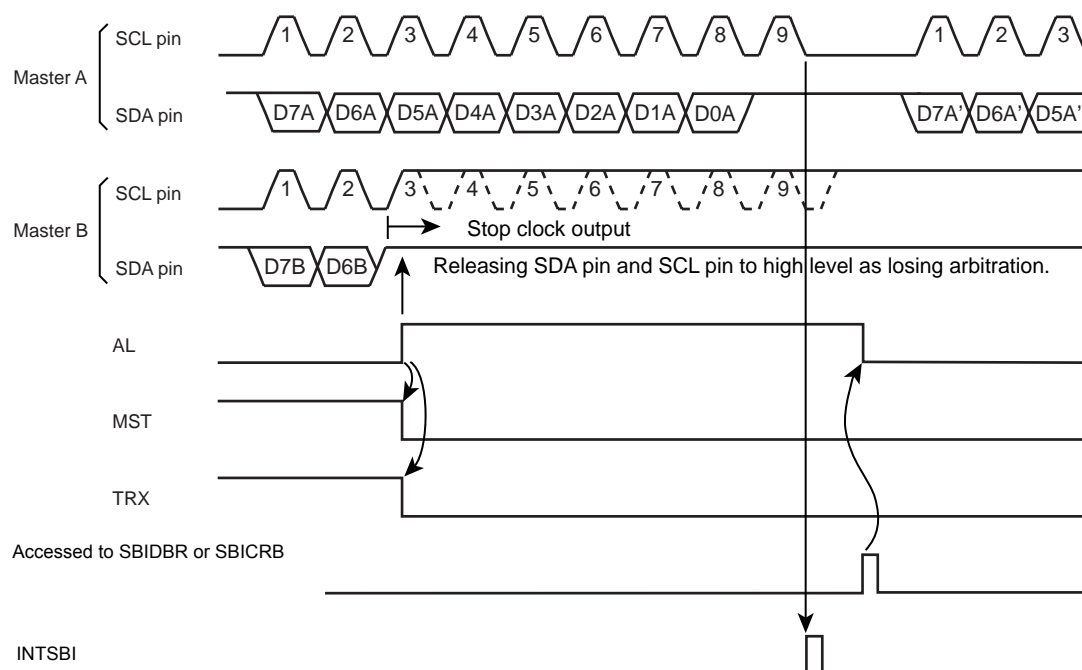 SCL pin 1 2 3 4 5 6 7 8 9 1 2 3
Master A
SDA pin D7A D6A D5A D4A D3A D2A D1A D0A D7A' D6A' D5A'
SCL pin 1 2 3 4 5 6 7 8 9
Master B
Stop clock output
SDA pin D7B D6B
Releasing SDA pin and SCL pin to high level as losing arbitration.
AL
MST
TRX
Accessed to SBIDBR or SBICRB
INTSBI